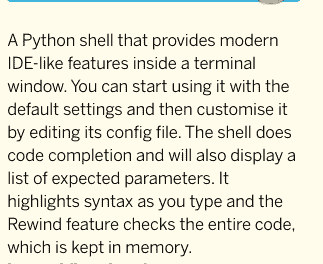 A Python shell that provides modern
IDE-like features inside a terminal
window. You can start using it with the
default settings and then customise it
by editing its config file. The shell does
code completion and will also display a
list of expected parameters. It
highlights syntax as you type and the
Rewind feature checks the entire code,
which is kept in memory.